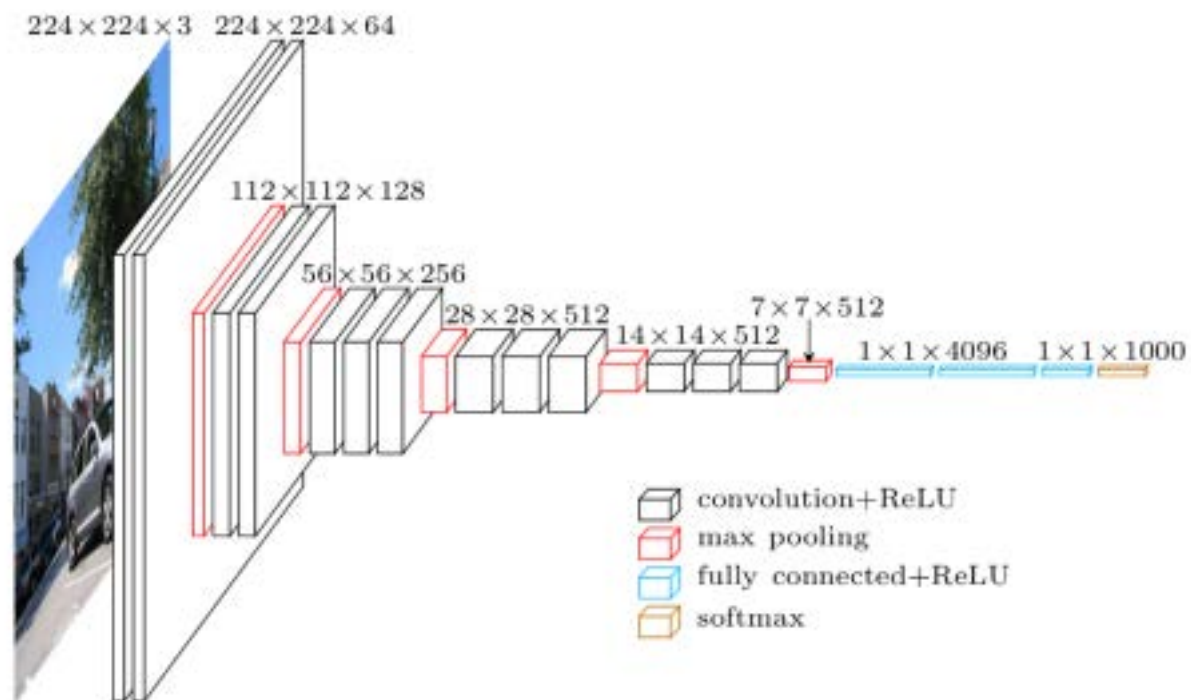 224×224×3
224×224×64
112×112×128
56×56×256
28×28×512
14×14×512
7×7×512
1×1×4096
1×1×1000
convolution+ReLU
max pooling
fully connected+ReLU
softmax